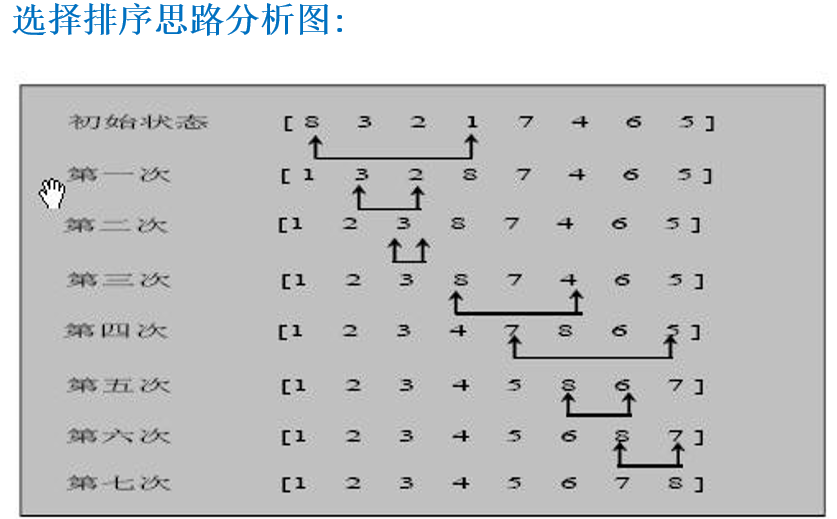 选择排序思路分析图:
初始状态 [ 8 3 2 1 7 4 6 5 ]
第一次 [ 1 3 2 8 7 4 6 5 ]
第二次 [1 2 3 8 7 4 6 5 ]
第三次 [1 2 3 8 7 4 6 5 ]
第四次 [1 2 3 4 7 8 6 5 ]
第五次 [1 2 3 4 5 8 6 7 ]
第六次 [1 2 3 4 5 6 8 7 ]
第七次 [1 2 3 4 5 6 7 8 ]